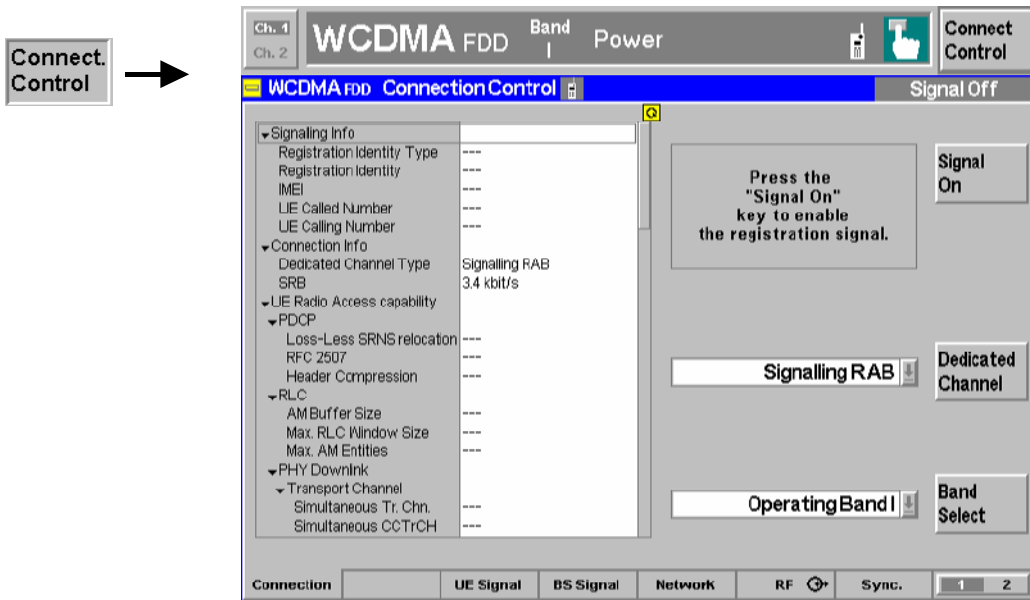 Connect.
Control
Ch. 1
Ch. 2
WCDMA FDD
Band
I
Power
Connect
Control
WCDMA FDD Connection Control
Signal Off
Signaling Info
Registration Identity Type ---
Registration Identity ---
IMEI ---
UE Called Number ---
UE Calling Number ---
Connection Info
Dedicated Channel Type Signalling RAB
SRB 3.4 kbit/s
UE Radio Access capability
PDCP
Loss-Less SRNS relocation ---
RFC 2507 ---
Header Compression ---
RLC
AM Buffer Size ---
Max. RLC Window Size ---
Max. AM Entities ---
PHY Downlink
Transport Channel
Simultaneous Tr. Chn. ---
Simultaneous CCTrCH ---
Press the
"Signal On"
key to enable
the registration signal.
Signal
On
Signalling RAB
Dedicated
Channel
Operating Band I
Band
Select
Connection UE Signal BS Signal Network RF Sync. 1 2